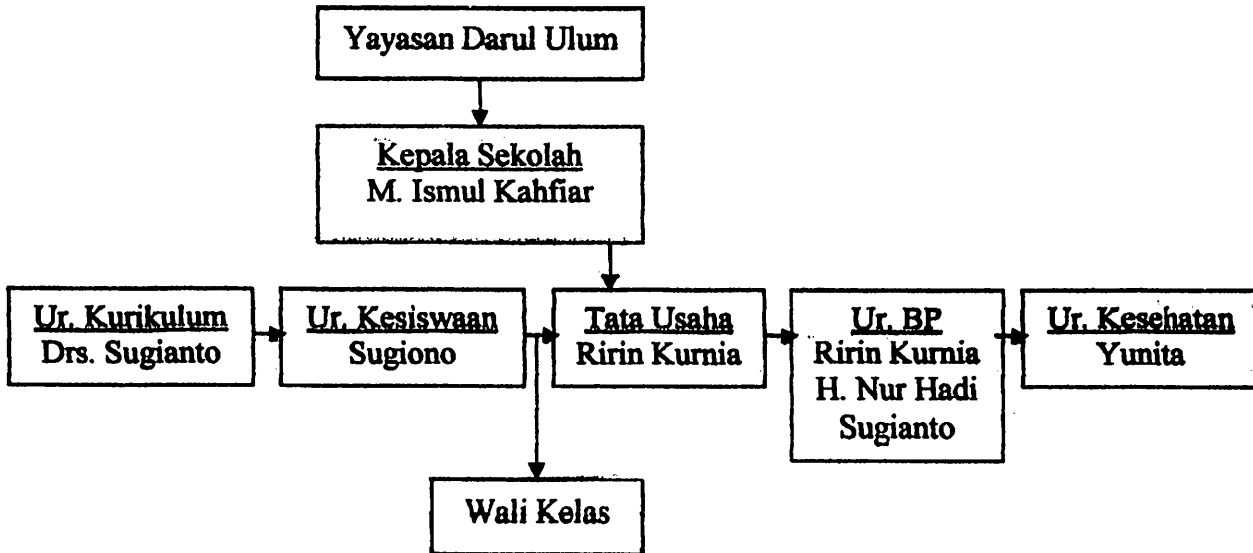 Yayasan Darul Ulum
Kepala Sekolah
M. Ismul Kahfiar
Ur. Kurikulum
Drs. Sugianto
Ur. Kesiswaan
Sugiono
Tata Usaha
Ririn Kurnia
Ur. BP
Ririn Kurnia
H. Nur Hadi
Sugianto
Ur. Kesehatan
Yunita
Wali Kelas